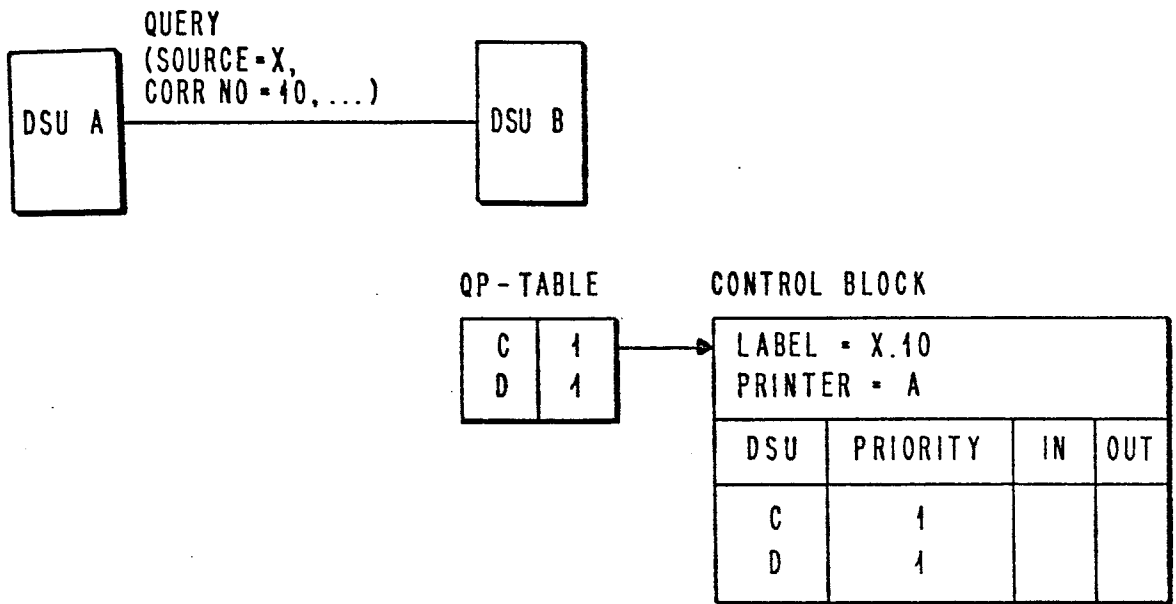 QUERY
(SOURCE=X,
CORR NO = 10, ...)
DSU A
DSU B
QP-TABLE
C 1
D 1
CONTROL BLOCK
LABEL = X.10
PRINTER = A
DSU PRIORITY IN OUT
C 1
D 1